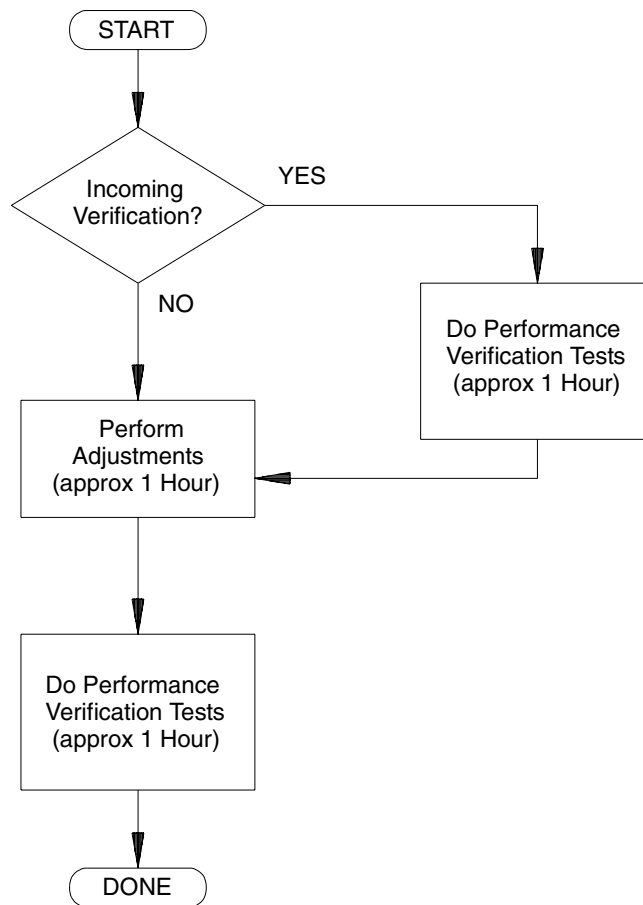 START
Incoming
Verification?
YES
NO
Do Performance
Verification Tests
(approx 1 Hour)
Perform
Adjustments
(approx 1 Hour)
Do Performance
Verification Tests
(approx 1 Hour)
DONE